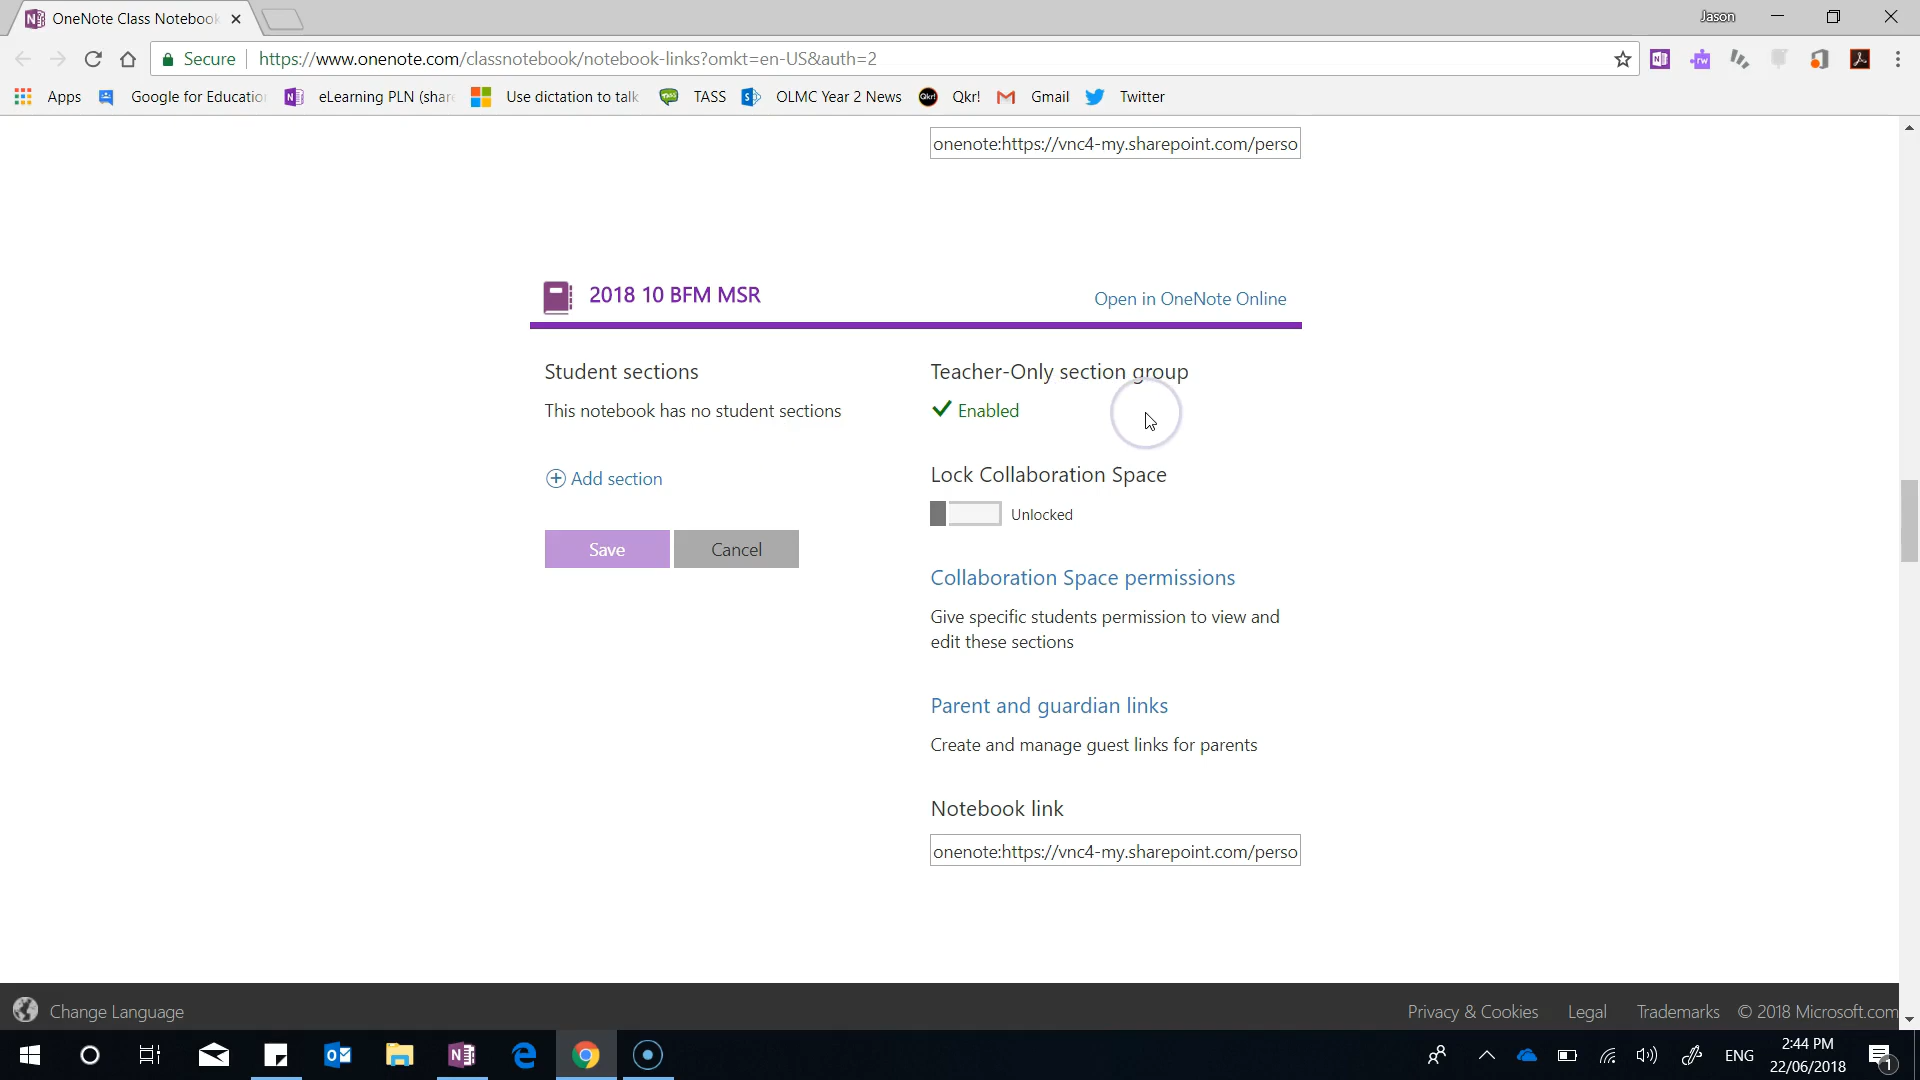 OneNote Class Notebook
Jason
Secure
https://www.onenote.com/classnotebook/notebook-links?omkt=en-US&auth=2
Apps
Google for Educatio
eLearning PLN (share
Use dictation to talk
TASS
OLMC Year 2 News
Qkr!
Gmail
Twitter
onenote:https://vnc4-my.sharepoint.com/perso
2018 10 BFM MSR
Open in OneNote Online
Student sections
This notebook has no student sections
Add section
Save
Cancel
Teacher-Only section group
Enabled
Lock Collaboration Space
Unlocked
Collaboration Space permissions
Give specific students permission to view and
edit these sections
Parent and guardian links
Create and manage guest links for parents
Notebook link
onenote:https://vnc4-my.sharepoint.com/perso
Change Language
Privacy & Cookies
Legal
Trademarks
© 2018 Microsoft.com
ENG
2:44 PM
22/06/2018
1